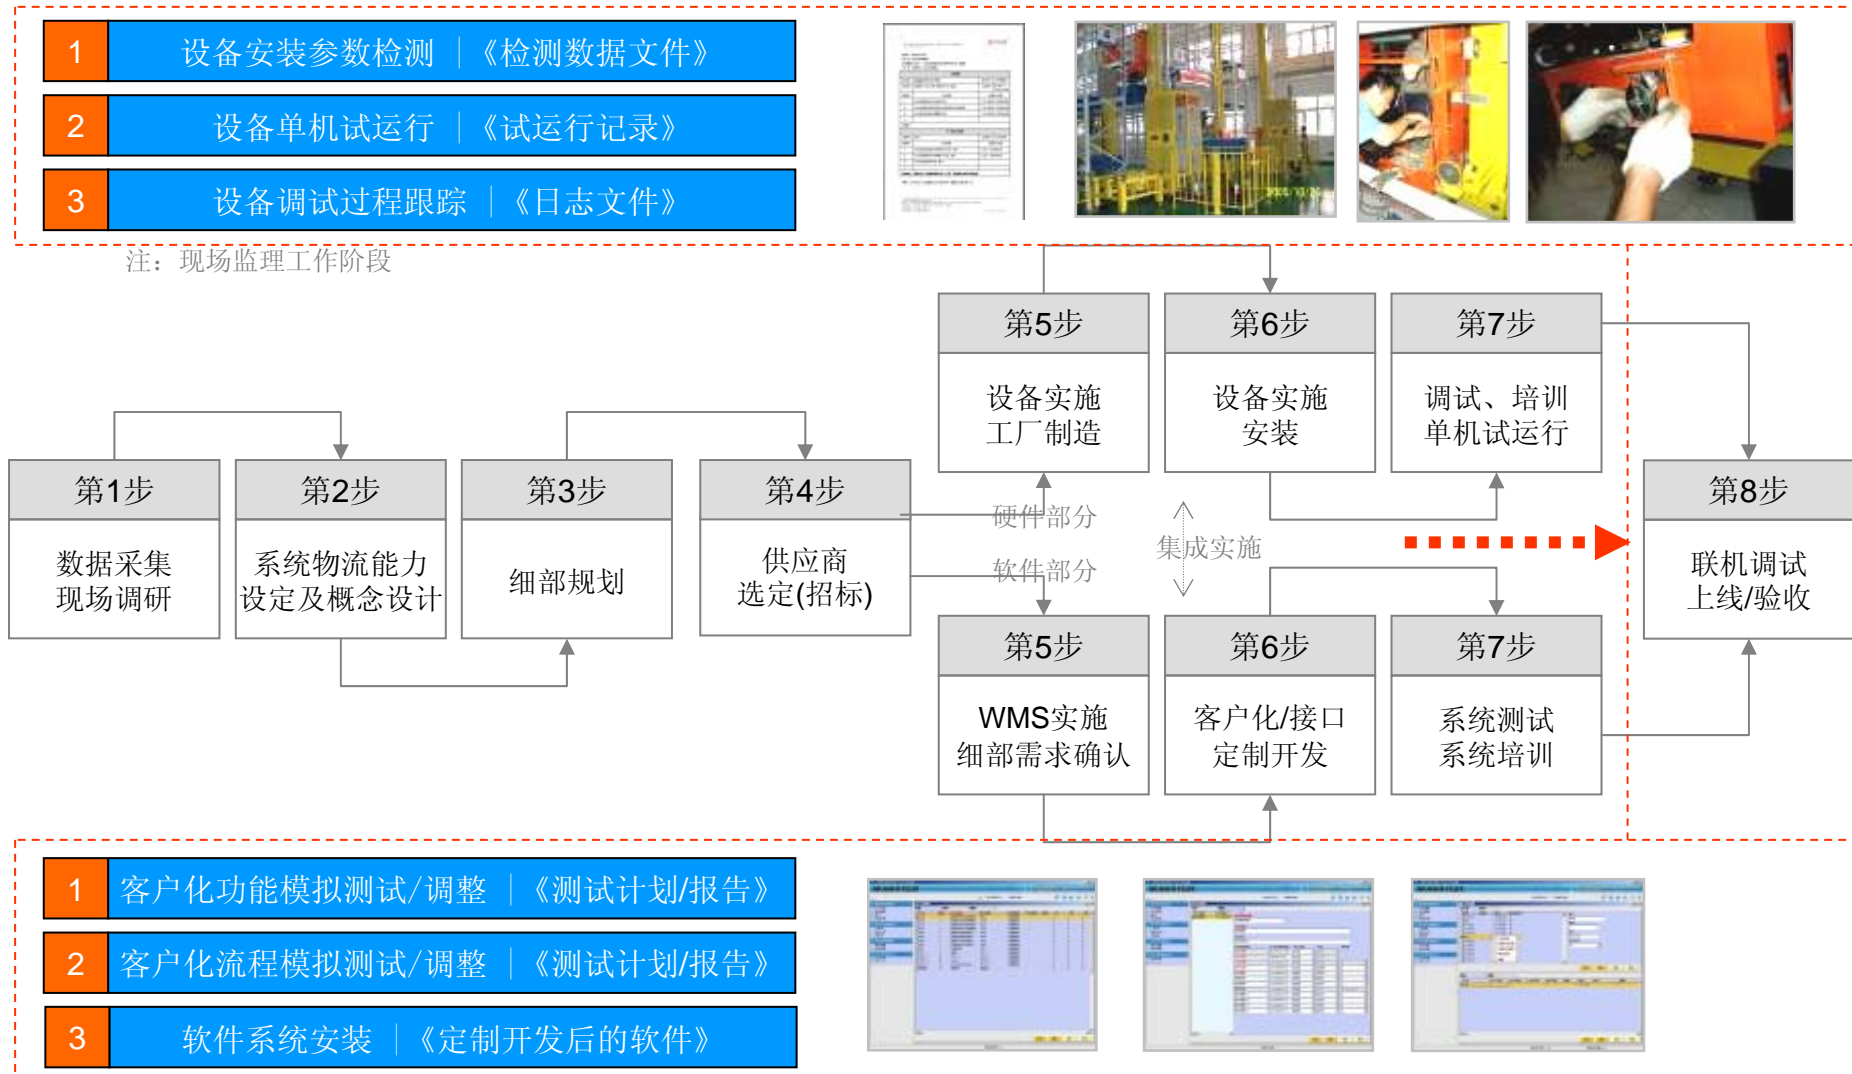 1 设备安装参数检测 | 《检测数据文件》
2 设备单机试运行 | 《试运行记录》
3 设备调试过程跟踪 | 《日志文件》
注：现场监理工作阶段
第5步
设备实施
工厂制造
第6步
设备实施
安装
第7步
调试、培训
单机试运行
第1步
数据采集
现场调研
第2步
系统物流能力
设定及概念设计
第3步
细部规划
第4步
供应商
选定(招标)
硬件部分
软件部分
集成实施
第8步
联机调试
上线/验收
第5步
WMS实施
细部需求确认
第6步
客户化/接口
定制开发
第7步
系统测试
系统培训
1 客户化功能模拟测试/调整 | 《测试计划/报告》
2 客户化流程模拟测试/调整 | 《测试计划/报告》
3 软件系统安装 | 《定制开发后的软件》